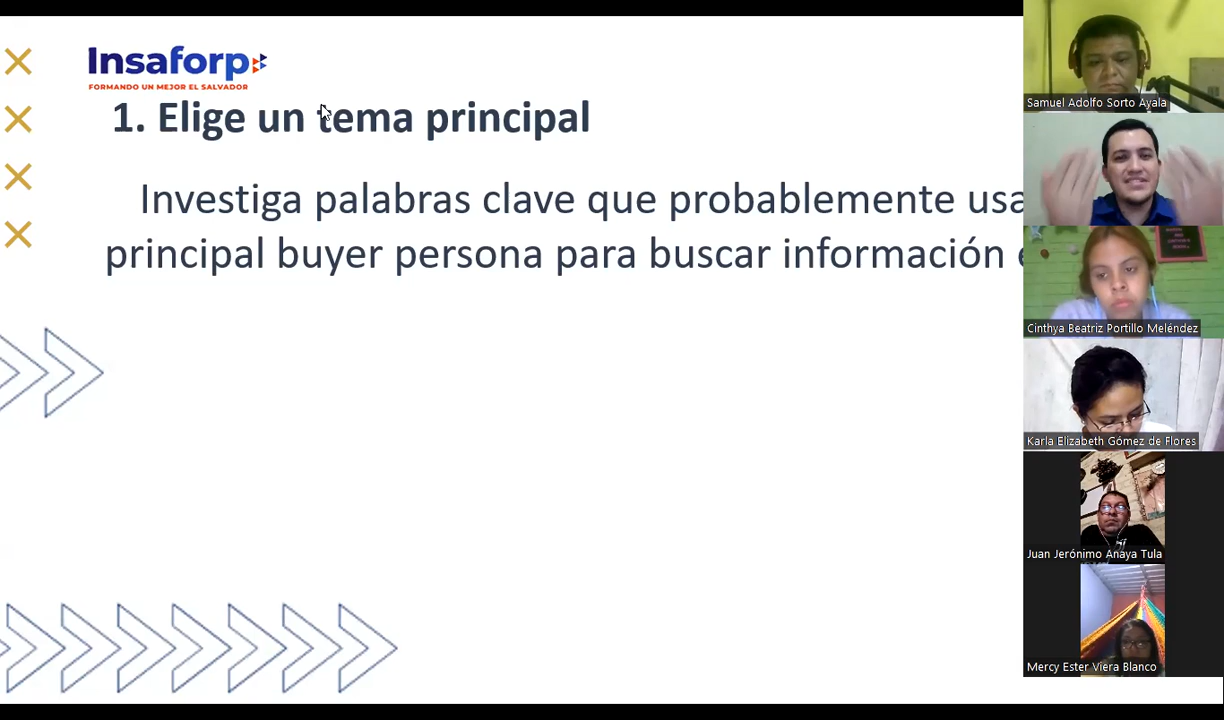 Insaforp
FORMANDO UN MEJOR EL SALVADOR
1. Elige un tema principal
Investiga palabras clave que probablemente usa
principal buyer persona para buscar información
Samuel Adolfo Sorto Ayala
Cinthya Beatriz Portillo Meléndez
Karla Elizabeth Gómez de Flores
Juan Jerónimo Anaya Tula
Mercy Ester Viera Blanco